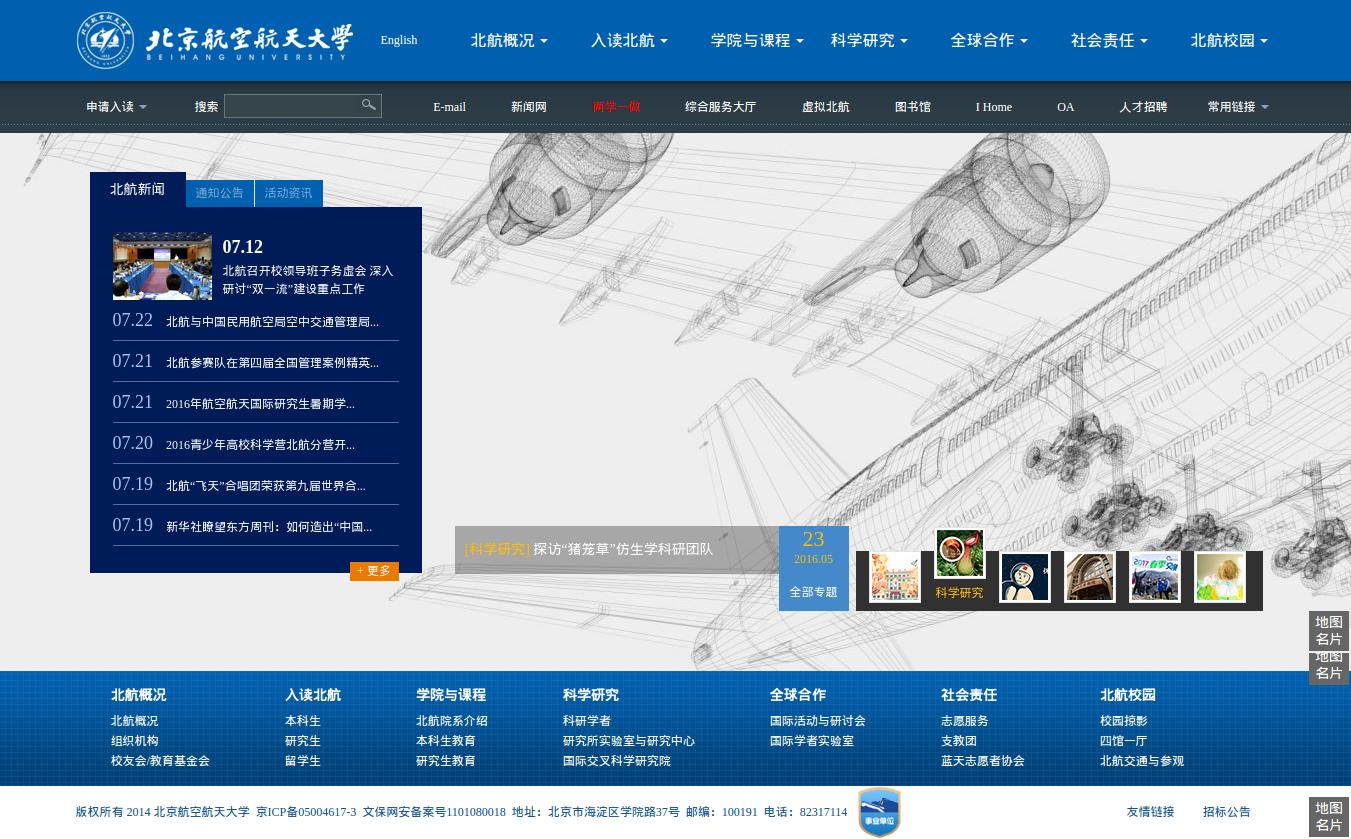 北京航空航天大學
BEIHANG UNIVERSITY
English
北航概况 入读北航 学院与课程 科学研究 全球合作 社会责任 北航校园
申请入读 搜索 E-mail 新闻网 两学一做 综合服务大厅 虚拟北航 图书馆 I Home OA 人才招聘 常用链接
北航新闻 通知公告 活动资讯
07.12
北航召开校领导班子务虚会 深入
研讨“双一流”建设重点工作
07.22 北航与中国民用航空局空中交通管理局...
07.21 北航参赛队在第四届全国管理案例精英...
07.21 2016年航空航天国际研究生暑期学...
07.20 2016青少年高校科学营北航分营开...
07.19 北航“飞天”合唱团荣获第九届世界合...
07.19 新华社瞭望东方周刊：如何造出“中国...
+ 更多
[科学研究] 探访“猪笼草”仿生学科研团队
23
2016.05
全部专题
科学研究
2017 春季
地图
名片
地图
名片
北航概况 入读北航 学院与课程 科学研究 全球合作 社会责任 北航校园
北航概况 本科生 北航院系介绍 科研学者 国际活动与研讨会 志愿服务 校园掠影
组织机构 研究生 本科生教育 研究所实验室与研究中心 国际学者实验室 支教团 四馆一厅
校友会/教育基金会 留学生 研究生教育 国际交叉科学研究院 蓝天志愿者协会 北航交通与参观
版权所有 2014 北京航空航天大学 京ICP备05004617-3 文保网安备案号1101080018 地址：北京市海淀区学院路37号 邮编：100191 电话：82317114
事业单位
友情链接 招标公告
地图
名片